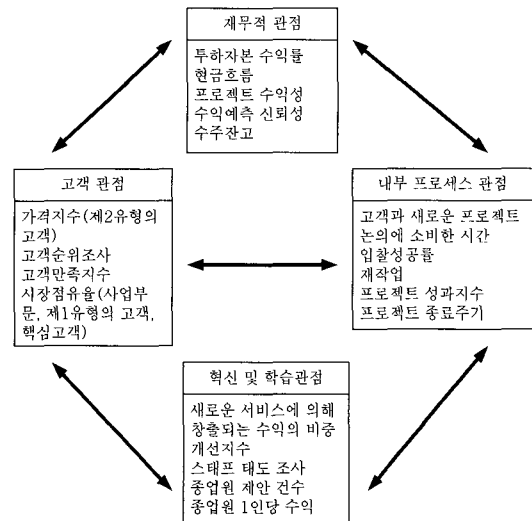 재무적 관점
투하자본 수익률
현금흐름
프로젝트 수익성
수익예측 신뢰성
수주잔고
고객 관점
가격지수(제2유형의
고객)
고객순위조사
고객만족지수
시장점유율(사업부
문, 제1유형의 고객,
핵심고객)
내부 프로세스 관점
고객과 새로운 프로젝트
논의에 소비한 시간
입찰성공률
재작업
프로젝트 성과지수
프로젝트 종료주기
혁신 및 학습관점
새로운 서비스에 의해
창출되는 수익의 비중
개선지수
스태프 태도 조사
종업원 제안 건수
종업원 1인당 수익